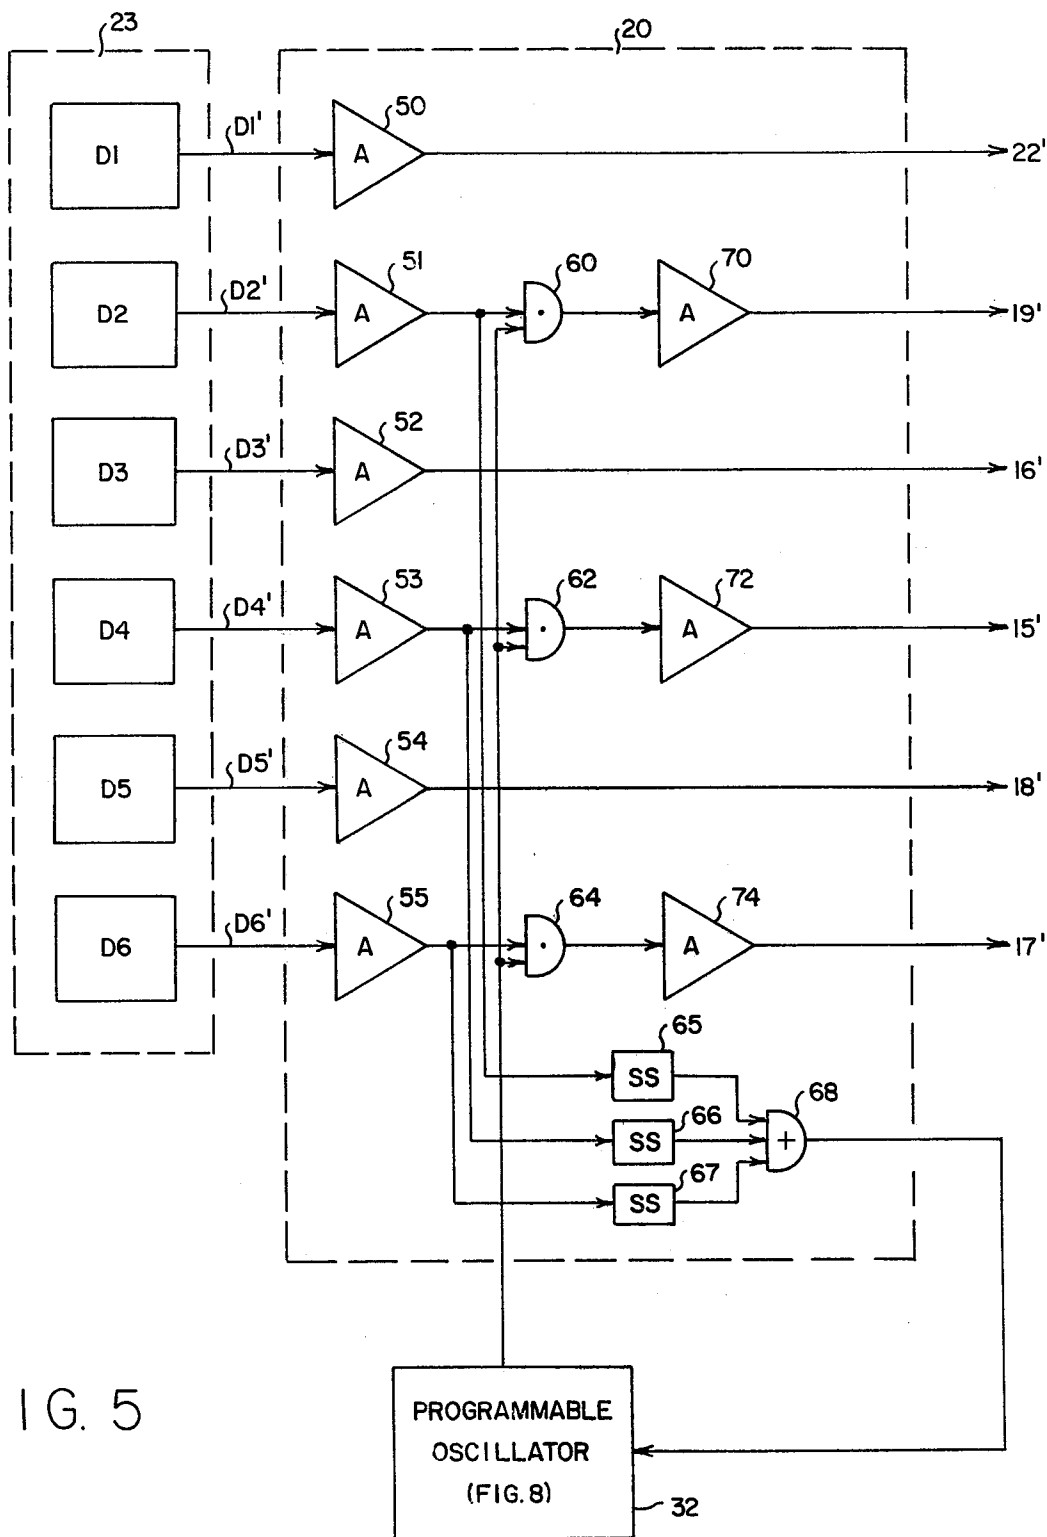 23
20
D1
D1'
A
50
22'
D2
D2'
A
51
60
A
70
19'
D3
D3'
A
52
16'
D4
D4'
A
53
62
A
72
15'
D5
D5'
A
54
18'
D6
D6'
A
55
64
A
74
17'
SS
65
SS
66
SS
67
+
68
IG. 5
PROGRAMMABLE
OSCILLATOR
(FIG. 8)
32